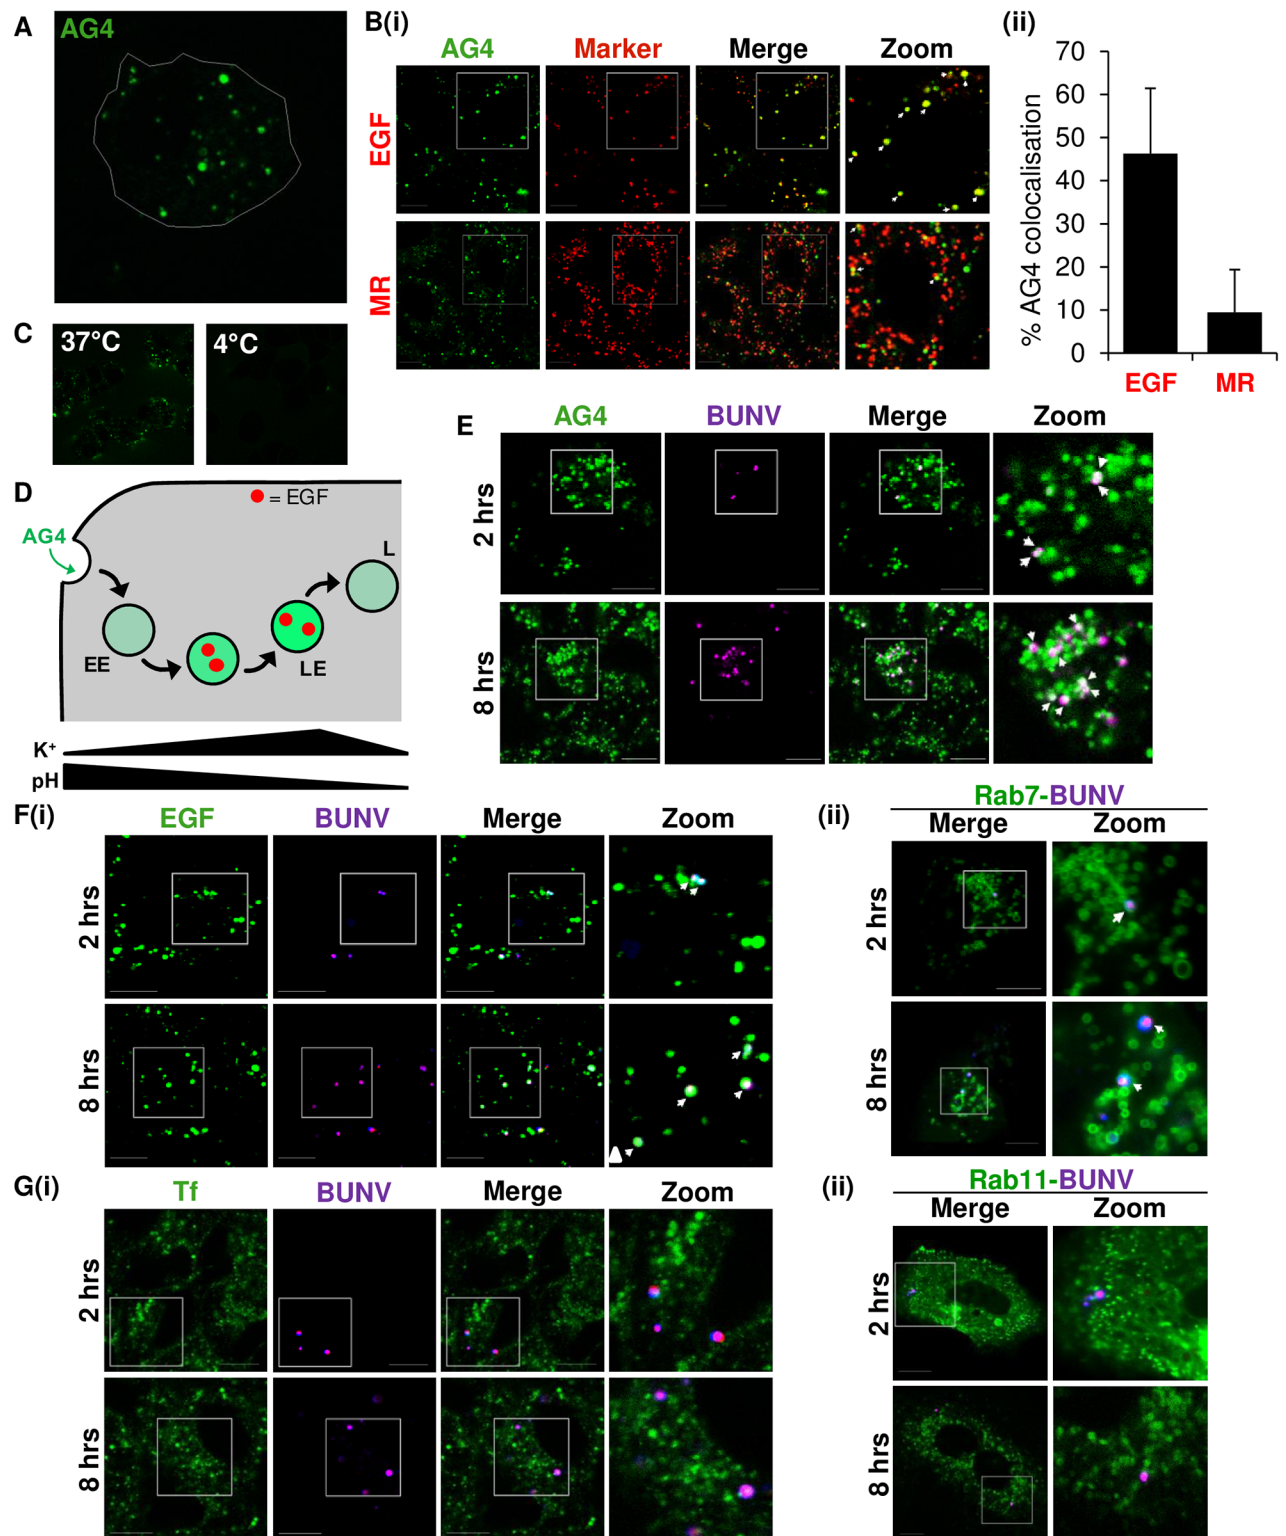 A
AG4
B(i)
AG4 Marker Merge Zoom
EGF
MR
(ii)
70
60
50
40
30
20
10
0
% AG4 colocalisation
EGF MR
C
37°C 4°C
D
= EGF
AG4
L
EE
LE
K+
pH
E
AG4 BUNV Merge Zoom
2 hrs
8 hrs
F(i)
EGF BUNV Merge Zoom
2 hrs
8 hrs
(ii)
Rab7-BUNV
Merge Zoom
2 hrs
8 hrs
G(i)
Tf BUNV Merge Zoom
2 hrs
8 hrs
(ii)
Rab11-BUNV
Merge Zoom
2 hrs
8 hrs